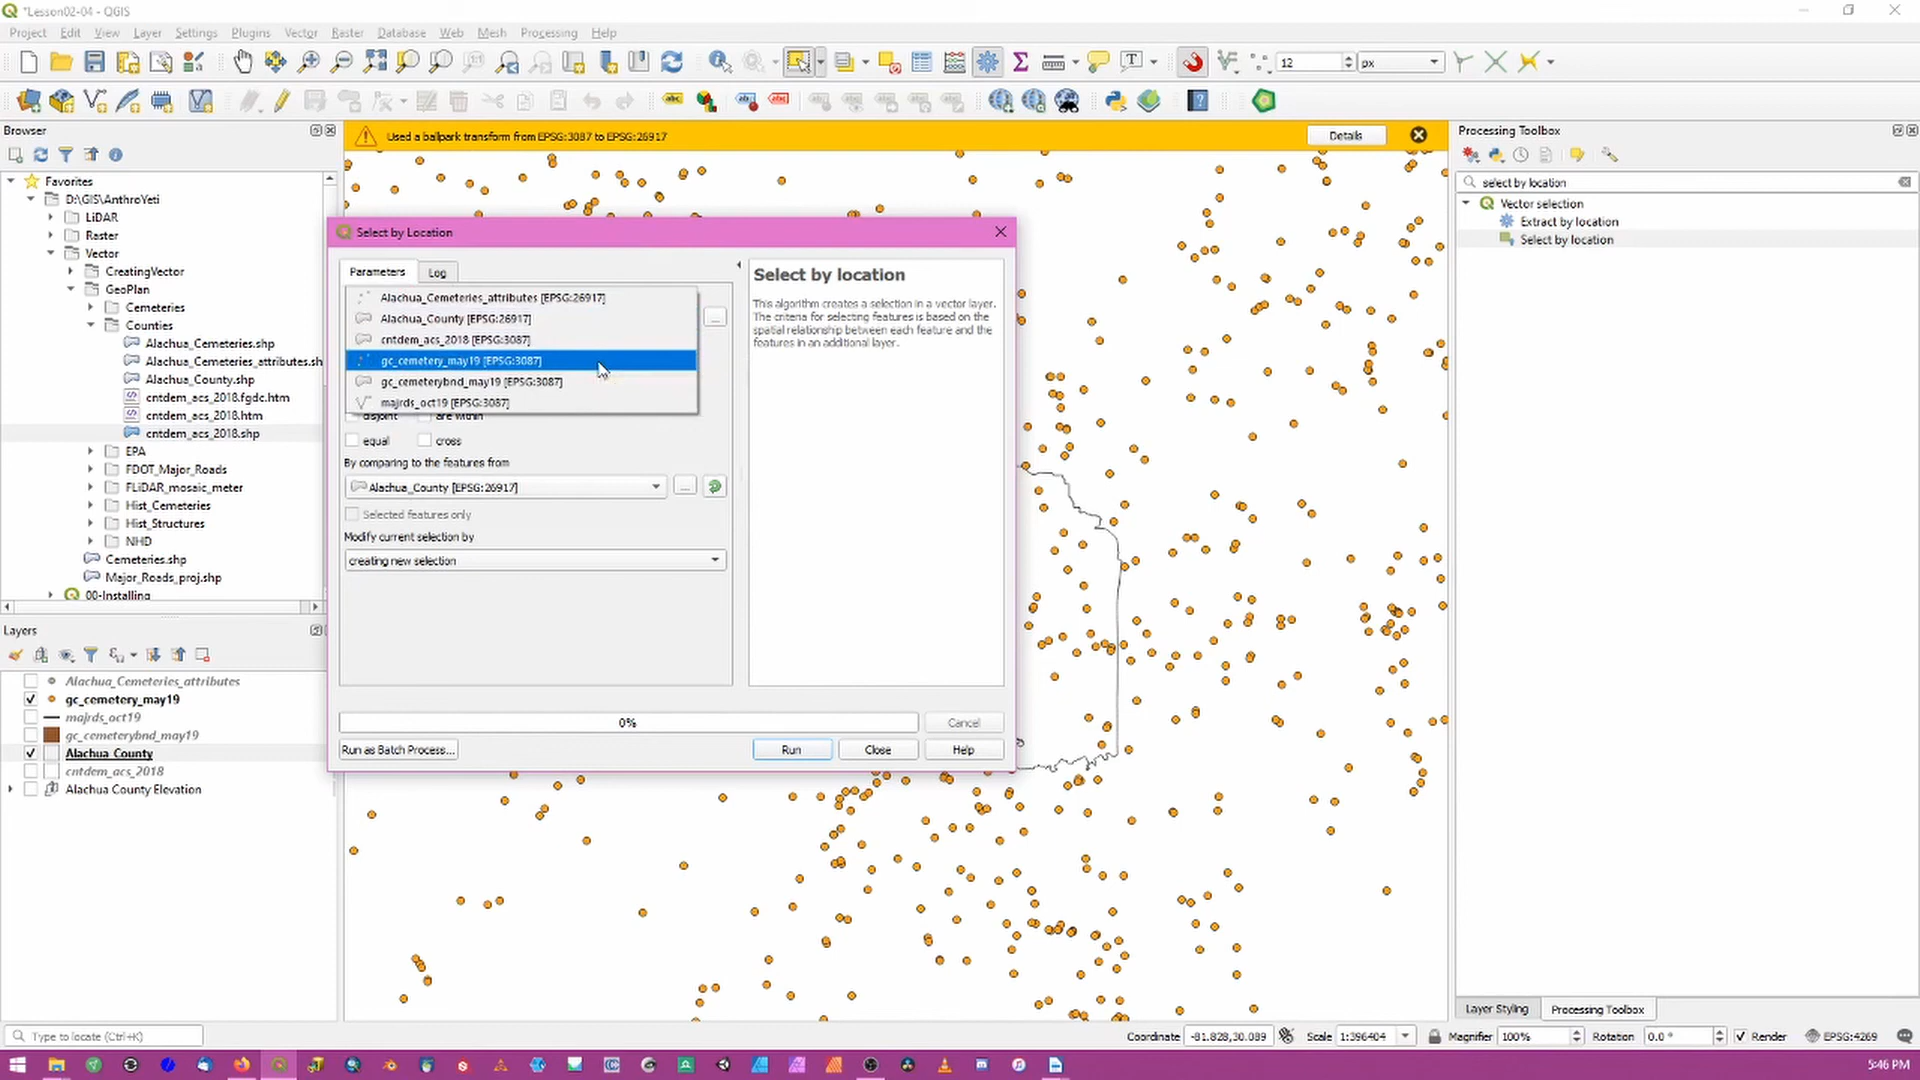 *Lesson02-04 - QGIS
Project Edit View Layer Settings Plugins Vector Raster Database Web Mesh Processing Help
12 px
Browser
Favorites
D:\GIS\AnthroYeti
LiDAR
Raster
Vector
CreatingVector
GeoPlan
Cemeteries
Counties
Alachua_Cemeteries.shp
Alachua_Cemeteries_attributes.sh
Alachua_County.shp
cntdem_acs_2018.fgdc.htm
cntdem_acs_2018.htm
cntdem_acs_2018.shp
EPA
FDOT_Major_Roads
FLiDAR_mosaic_meter
Hist_Cemeteries
Hist_Structures
NHD
Cemeteries.shp
Major_Roads_proj.shp
00-Installing
Layers
Alachua_Cemeteries_attributes
gc_cemetery_may19
majrds_oct19
gc_cemeterybnd_may19
Alachua_County
cntdem_acs_2018
Alachua County Elevation
Used a ballpark transform from EPSG:3087 to EPSG:26917
Details
Select by Location
Parameters Log
Alachua_Cemeteries_attributes [EPSG:26917]
Alachua_County [EPSG:26917]
cntdem_acs_2018 [EPSG:3087]
gc_cemetery_may19 [EPSG:3087]
gc_cemeterybnd_may19 [EPSG:3087]
majrds_oct19 [EPSG:3087]
...
disjoint are within
equal cross
By comparing to the features from
Alachua_County [EPSG:26917] ...
Selected features only
Modify current selection by
creating new selection
Select by location
This algorithm creates a selection in a vector layer.
The criteria for selecting features is based on the
spatial relationship between each feature and the
features in an additional layer.
0%
Cancel
Run as Batch Process...
Run Close Help
Processing Toolbox
select by location
Vector selection
Extract by location
Select by location
Layer Styling Processing Toolbox
Type to locate (Ctrl+K)
Coordinate -81.828,30.089 Scale 1:396404 Magnifier 100% Rotation 0.0 ° Render EPSG:4269
5:46 PM